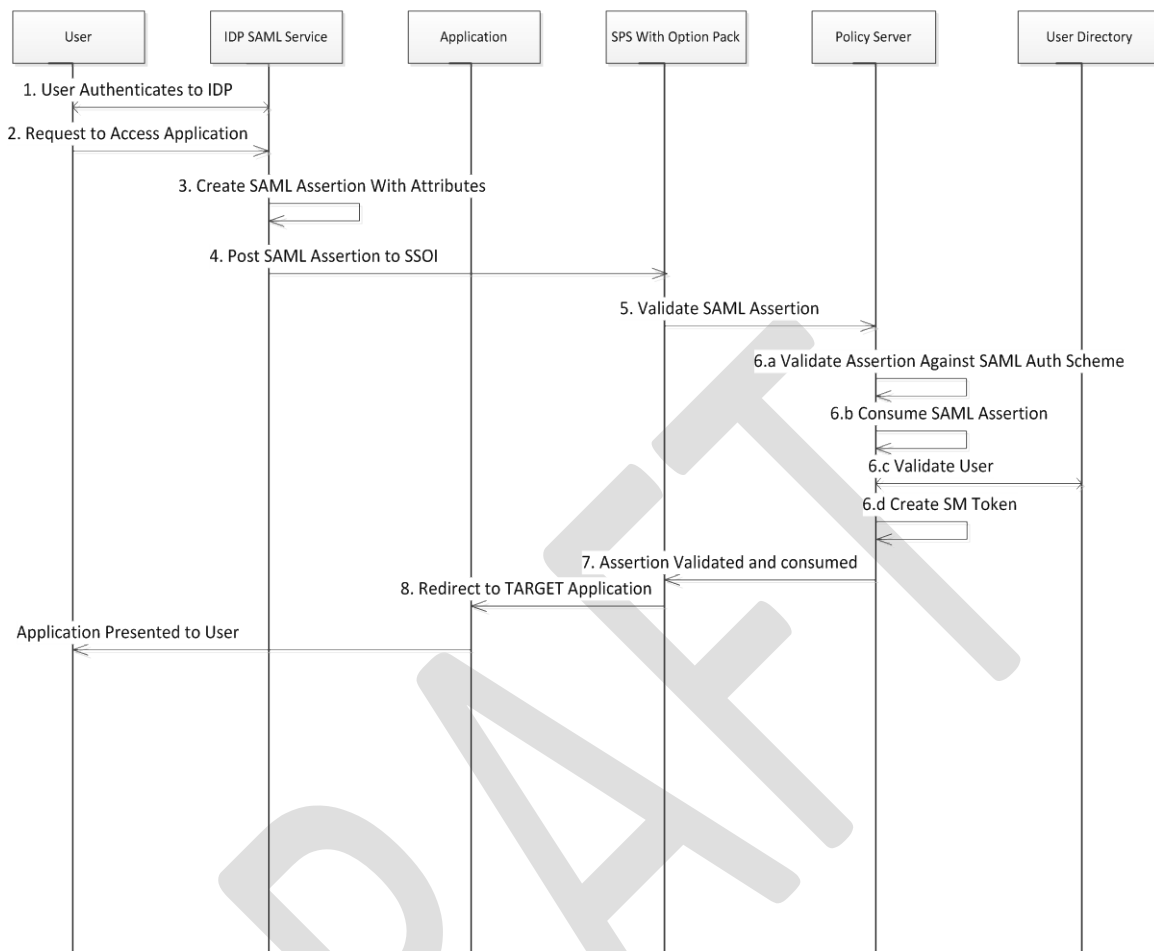 User
IDP SAML Service
Application
SPS With Option Pack
Policy Server
User Directory
1. User Authenticates to IDP
2. Request to Access Application
3. Create SAML Assertion With Attributes
4. Post SAML Assertion to SSOI
5. Validate SAML Assertion
6.a Validate Assertion Against SAML Auth Scheme
6.b Consume SAML Assertion
6.c Validate User
6.d Create SM Token
7. Assertion Validated and consumed
8. Redirect to TARGET Application
Application Presented to User
DRAFT